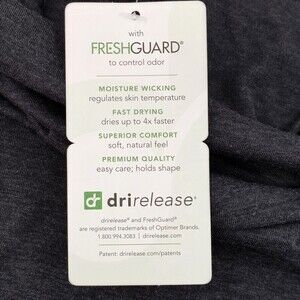 with
FRESHGUARD®
to control odor
MOISTURE WICKING
regulates skin temperature
FAST DRYING
dries up to 4x faster
SUPERIOR COMFORT
soft, natural feel
PREMIUM QUALITY
easy care; holds shape
dr drirelease®
drirelease® and FreshGuard®
are registered trademarks of Optimer Brands.
1.800.994.3083 | drirelease.com
Patent: drirelease.com/patents